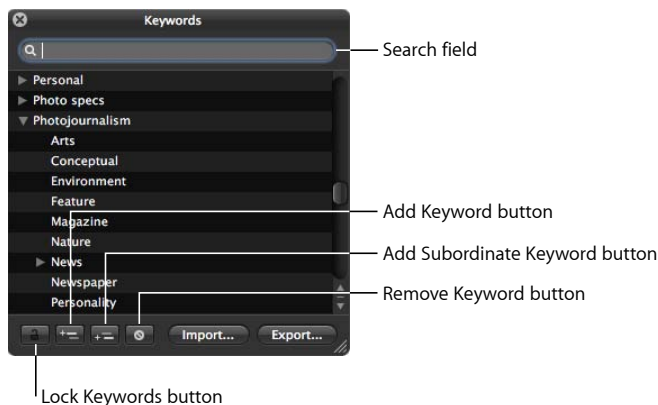 Keywords
Search field
Personal
Photo specs
Photojournalism
Arts
Conceptual
Environment
Feature
Magazine
Add Keyword button
Nature
News
Add Subordinate Keyword button
Newspaper
Remove Keyword button
Personality
Import...
Export...
Lock Keywords button